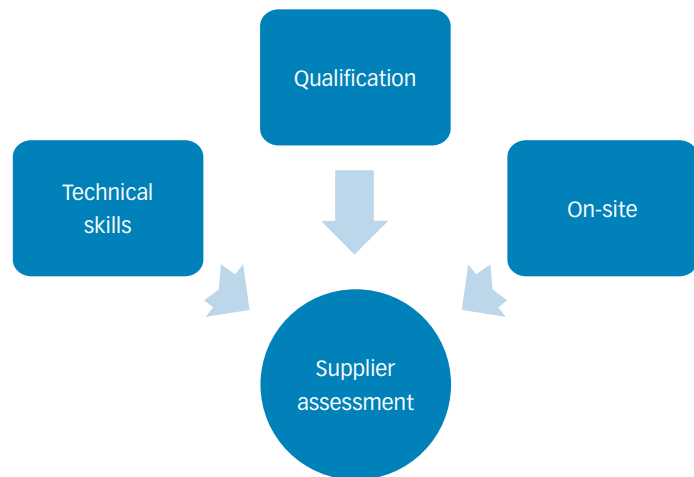 Qualification
Technical
skills
On-site
Supplier
assessment